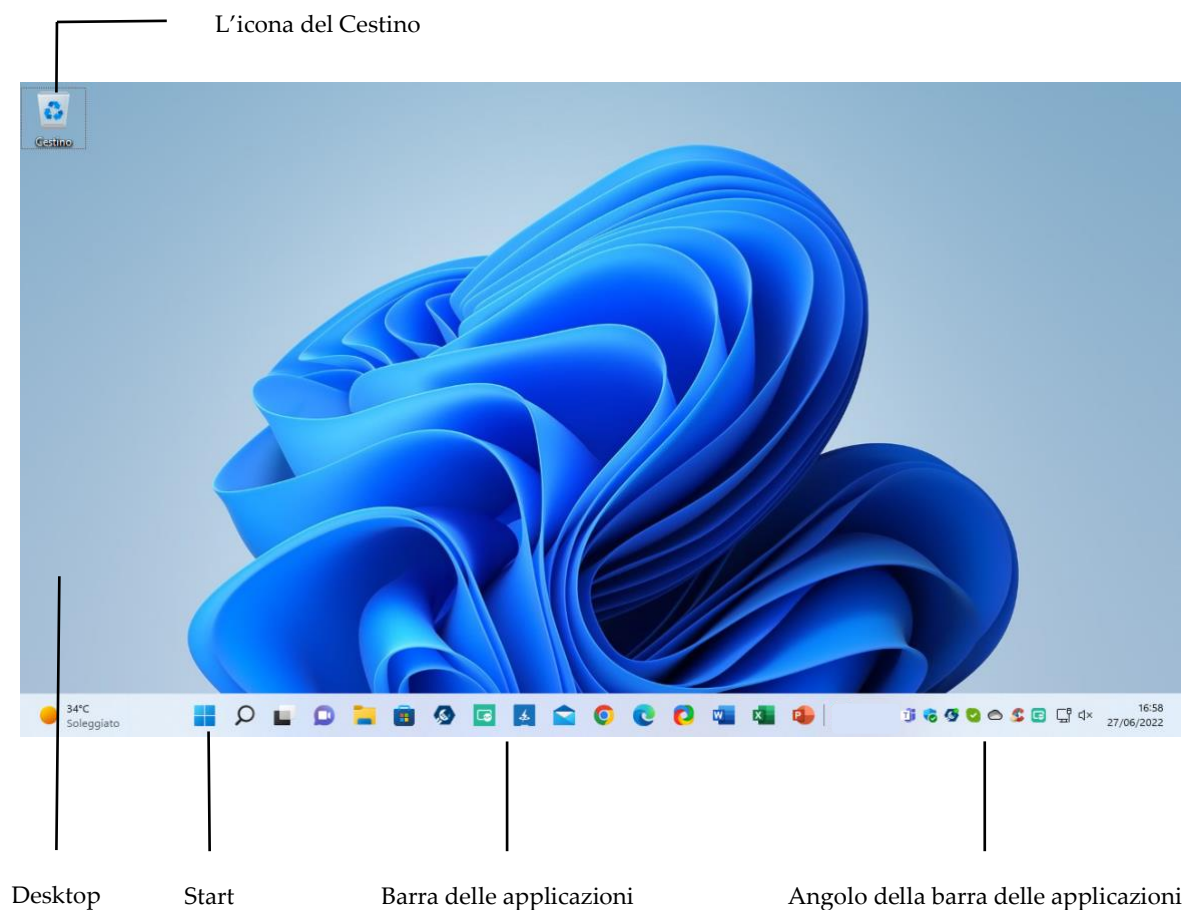 L’icona del Cestino
Cestino
34°C
Soleggiato
16:58
27/06/2022
Desktop
Start
Barra delle applicazioni
Angolo della barra delle applicazioni